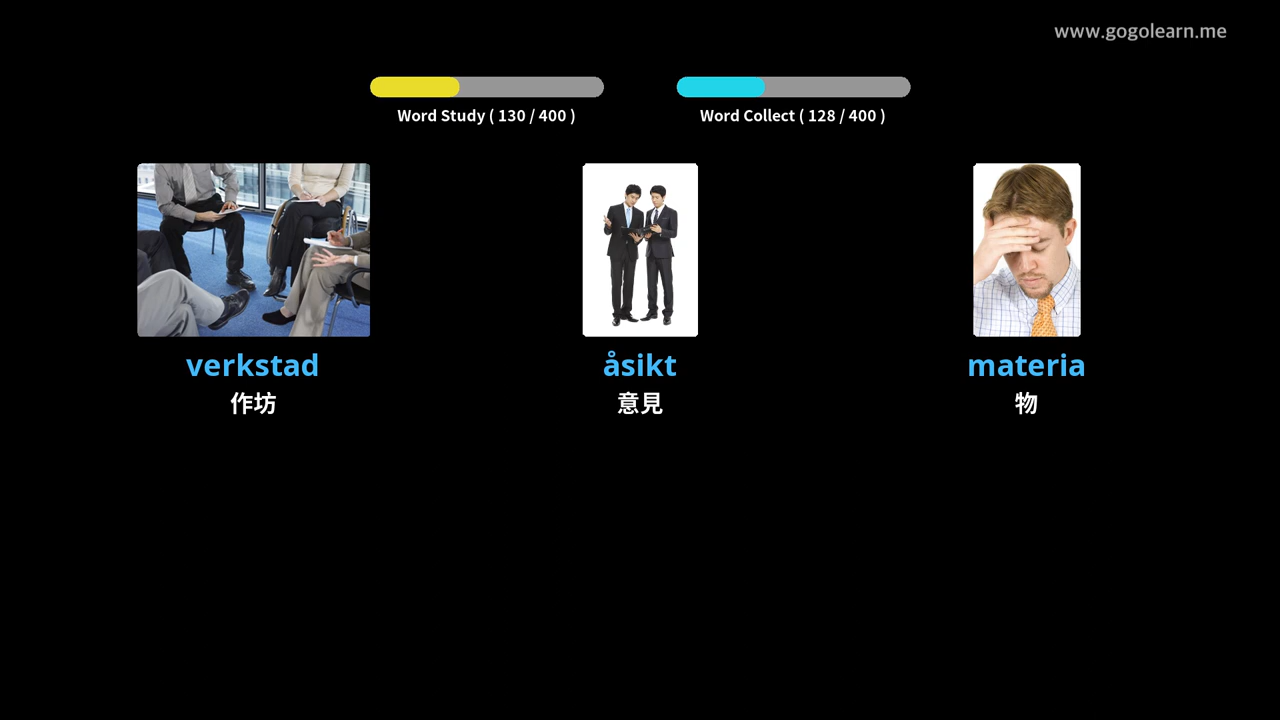 www.gogolearn.me
Word Study ( 130 / 400 )
Word Collect ( 128 / 400 )
verkstad
作坊
åsikt
意見
materia
物